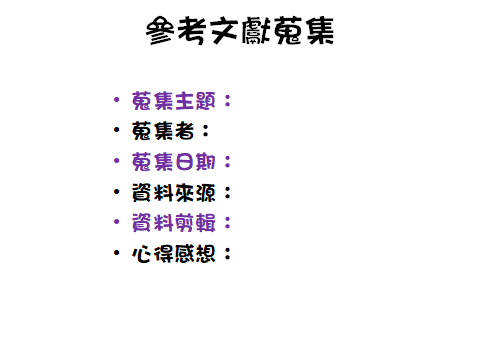 參考文獻蒐集
• 蒐集主題：
• 蒐集者：
• 蒐集日期：
• 資料來源：
• 資料剪輯：
• 心得感想：